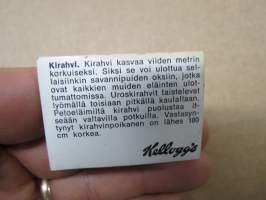 Kirahvi. Kirahvi kasvaa viiden metrin
korkuiseksi. Siksi se voi ulottua sel-
laisiinkin savannipuiden oksiin, jotka
ovat kaikkien muiden eläinten ulot-
tumattomissa. Uroskirahvit taistelevat
työmällä toisiaan pitkällä kaulallaan.
Petoeläimiltä kirahvi puolustaa it-
seään valtavilla potkuilla. Vastasyn-
tynyt kirahvinpoikanen on lähes 180
cm korkea.
Kellogg's